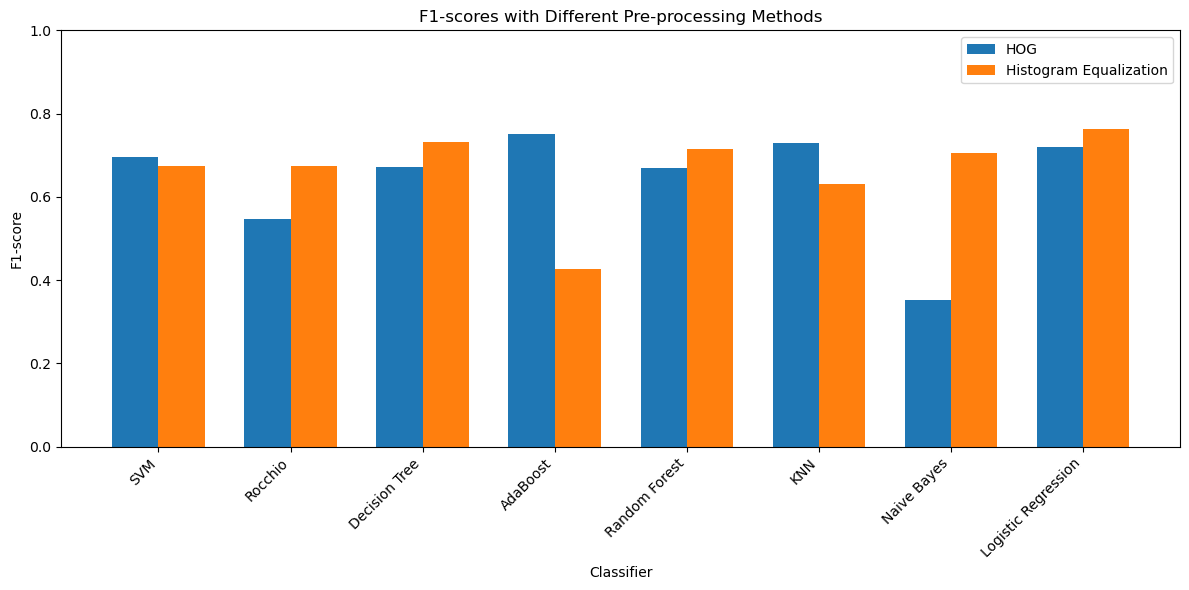 F1-scores with Different Pre-processing Methods
1.0
0.8
0.6
0.4
0.2
0.0
F1-score
HOG
Histogram Equalization
SVM
Rocchio
Decision Tree
AdaBoost
Random Forest
KNN
Naive Bayes
Logistic Regression
Classifier